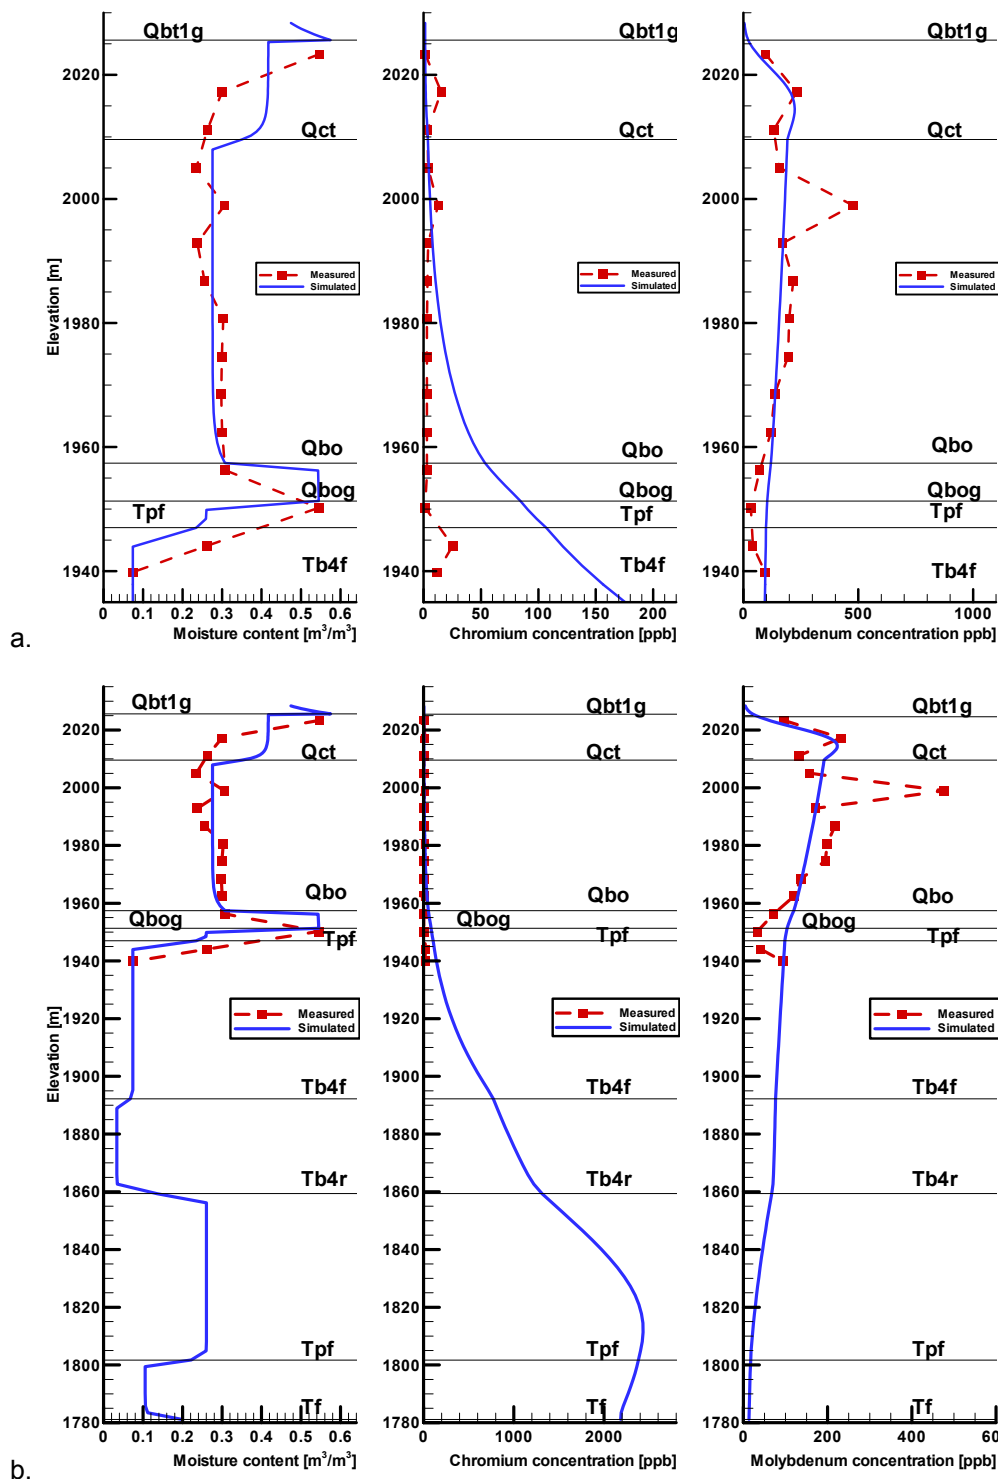 Qbt1g
Qct
Qbo
Qbog
Tpf
Tb4f
2020
2000
1980
1960
1940
Elevation [m]
Measured
Simulated
0 0.1 0.2 0.3 0.4 0.5 0.6
Moisture content [m³/m³]
Qbt1g
Qct
Qbo
Qbog
Tpf
Tb4f
2020
2000
1980
1960
1940
Measured
Simulated
0 50 100 150 200
Chromium concentration [ppb]
Qbt1g
Qct
Qbo
Qbog
Tpf
Tb4f
2020
2000
1980
1960
1940
Measured
Simulated
0 500 1000
Molybdenum concentration ppb]
a.
Qbt1g
Qct
Qbo
Qbog
Tpf
Tb4f
Tb4r
Tpf
Tf
2020
2000
1980
1960
1940
1920
1900
1880
1860
1840
1820
1800
1780
Elevation [m]
Measured
Simulated
0 0.1 0.2 0.3 0.4 0.5 0.6
Moisture content [m³/m³]
Qbt1g
Qct
Qbo
Qbog
Tpf
Tb4f
Tb4r
Tpf
Tf
2020
2000
1980
1960
1940
1920
1900
1880
1860
1840
1820
1800
1780
Measured
Simulated
0 1000 2000
Chromium concentration [ppb]
Qbt1g
Qct
Qbo
Qbog
Tpf
Tb4f
Tb4r
Tpf
Tf
2020
2000
1980
1960
1940
1920
1900
1880
1860
1840
1820
1800
1780
Measured
Simulated
0 200 400
Molybdenum concentration [ppb]
b.